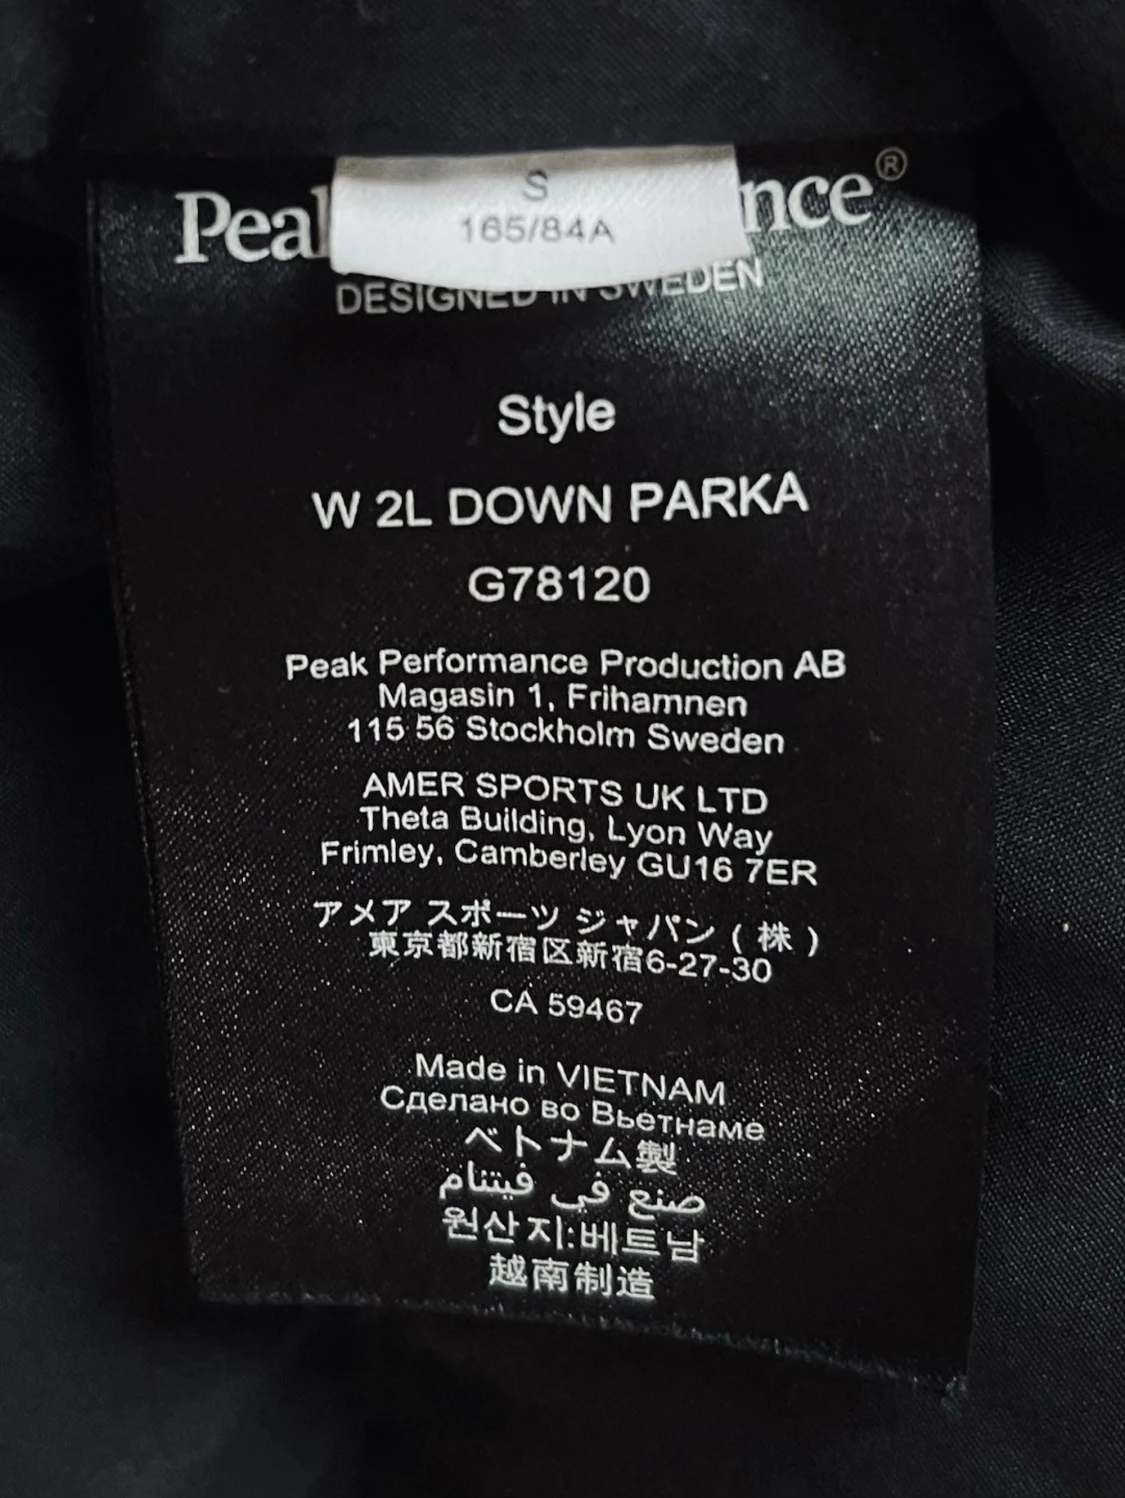 S
165/84A
DESIGNED IN SWEDEN
Style
W 2L DOWN PARKA
G78120
Peak Performance Production AB
Magasin 1, Frihamnen
115 56 Stockholm Sweden
AMER SPORTS UK LTD
Theta Building, Lyon Way
Frimley, Camberley GU16 7ER
アメア スポーツ ジャパン ( 株 )
東京都新宿区新宿6-27-30
CA 59467
Made in VIETNAM
Сделано во Вьетнаме
ベトナム製
صنع في فيتنام
원산지:베트남
越南制造